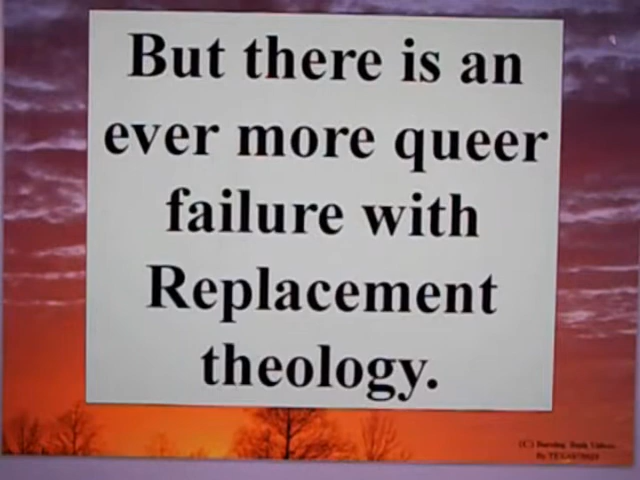 But there is an
ever more queer
failure with
Replacement
theology.